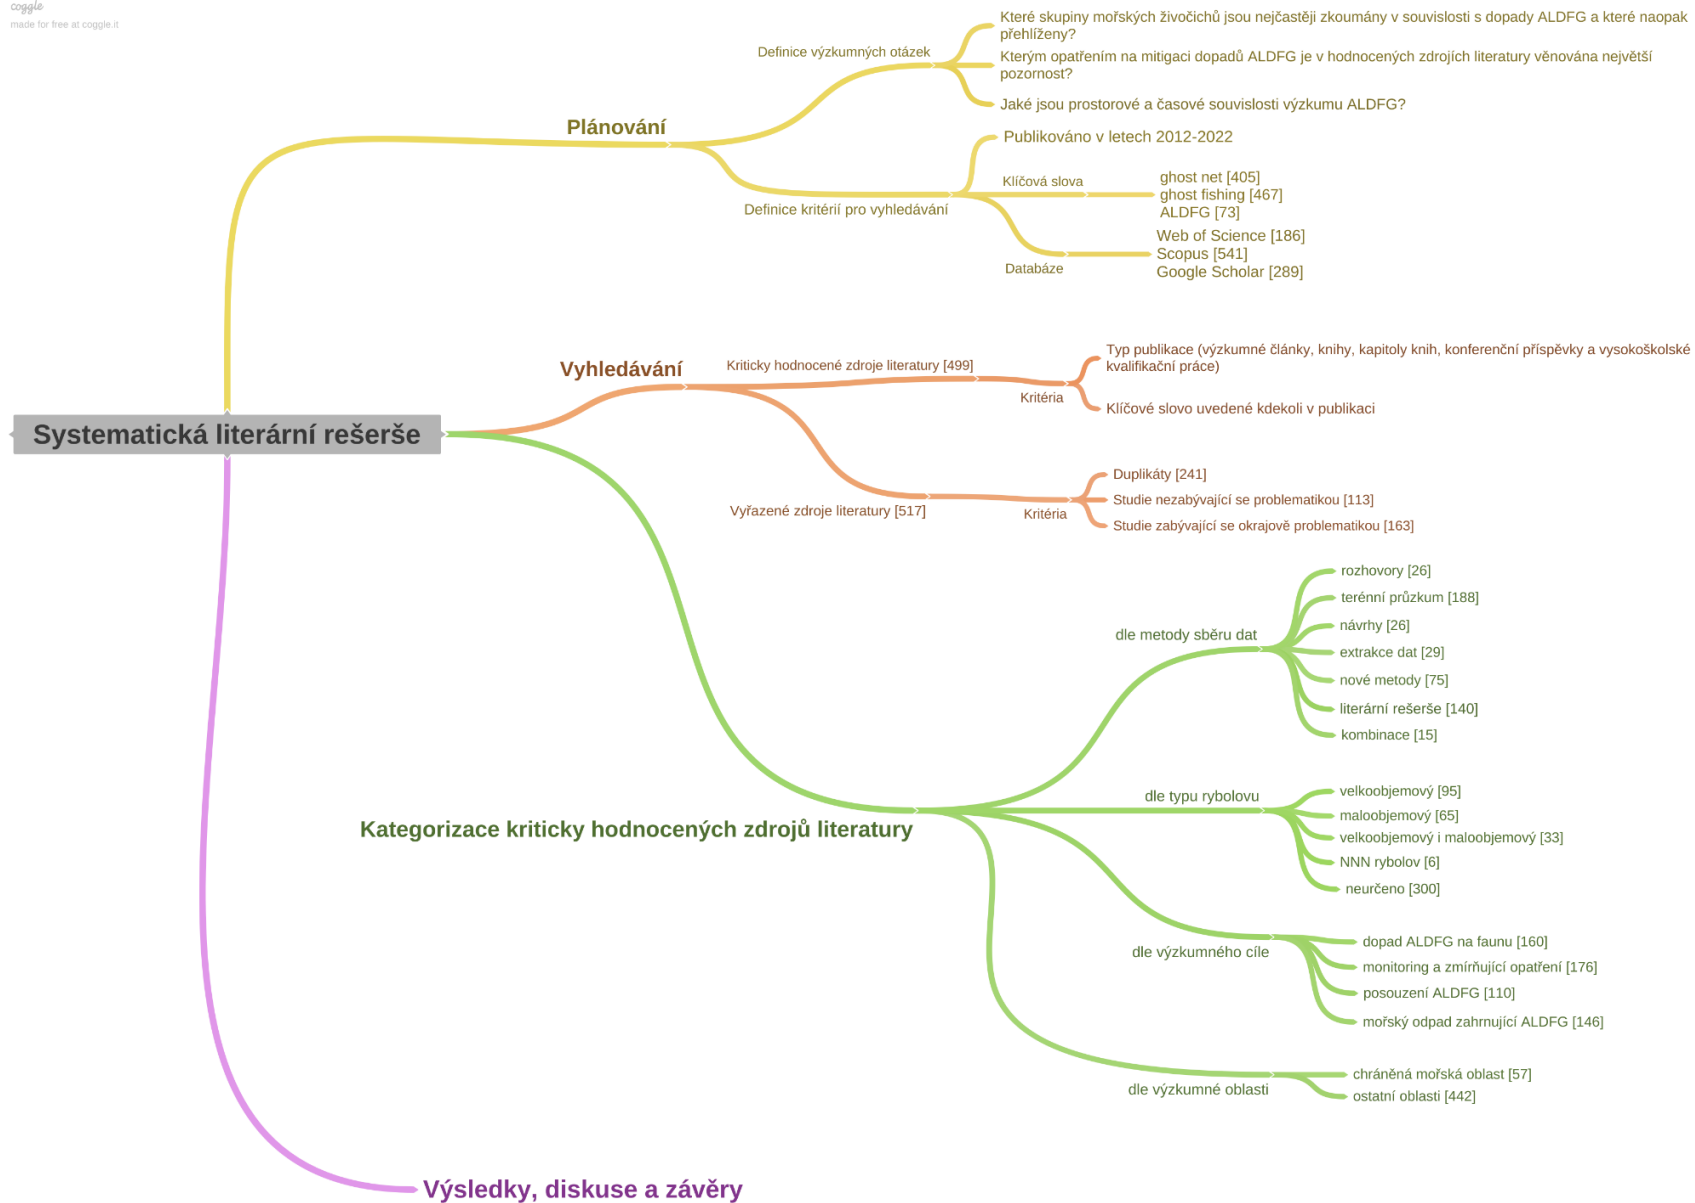 coggle
made for free at coggle.it
Které skupiny mořských živočichů jsou nejčastěji zkoumány v souvislosti s dopady ALDFG a které naopak
přehlíženy?
Definice výzkumných otázek
Kterým opatřením na mitigaci dopadů ALDFG je v hodnocených zdrojích literatury věnována největší
pozornost?
Jaké jsou prostorové a časové souvislosti výzkumu ALDFG?
Plánování
Publikováno v letech 2012-2022
Klíčová slova
ghost net [405]
ghost fishing [467]
ALDFG [73]
Definice kritérií pro vyhledávání
Web of Science [186]
Scopus [541]
Google Scholar [289]
Databáze
Vyhledávání
Kriticky hodnocené zdroje literatury [499]
Typ publikace (výzkumné články, knihy, kapitoly knih, konferenční příspěvky a vysokoškolské
kvalifikační práce)
Kritéria
Klíčové slovo uvedené kdekoli v publikaci
Systematická literární rešerše
Duplikáty [241]
Studie nezabývající se problematikou [113]
Vyřazené zdroje literatury [517]
Kritéria
Studie zabývající se okrajově problematikou [163]
rozhovory [26]
terénní průzkum [188]
návrhy [26]
dle metody sběru dat
extrakce dat [29]
nové metody [75]
literární rešerše [140]
kombinace [15]
velkoobjemový [95]
dle typu rybolovu
maloobjemový [65]
velkoobjemový i maloobjemový [33]
Kategorizace kriticky hodnocených zdrojů literatury
NNN rybolov [6]
neurčeno [300]
dopad ALDFG na faunu [160]
dle výzkumného cíle
monitoring a zmírňující opatření [176]
posouzení ALDFG [110]
mořský odpad zahrnující ALDFG [146]
chráněná mořská oblast [57]
dle výzkumné oblasti
ostatní oblasti [442]
Výsledky, diskuse a závěry